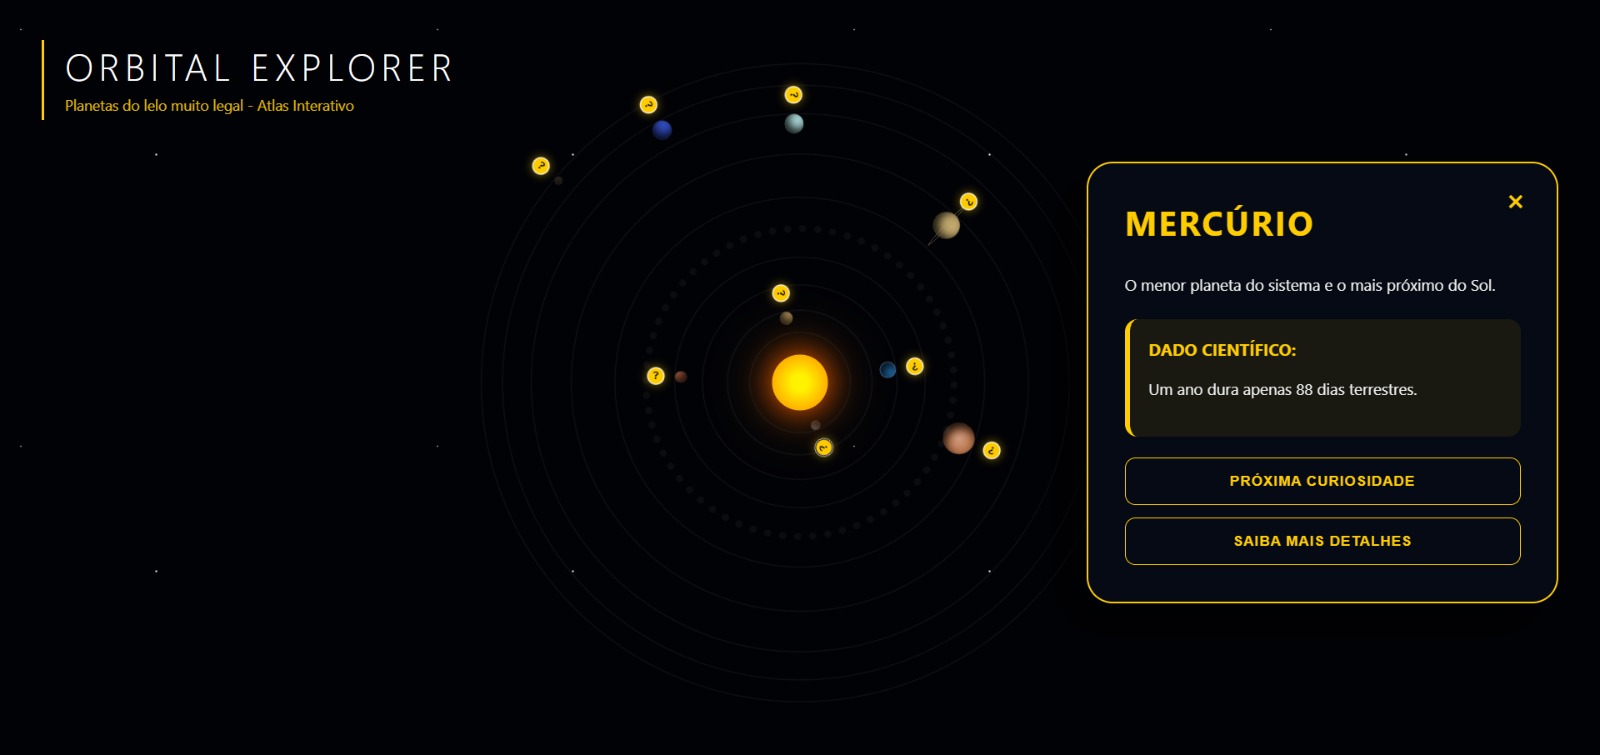 ORBITAL EXPLORER
Planetas do lelo muito legal - Atlas Interativo
?
?
?
?
?
?
?
?
?
✕
MERCÚRIO
O menor planeta do sistema e o mais próximo do Sol.
DADO CIENTÍFICO:
Um ano dura apenas 88 dias terrestres.
PRÓXIMA CURIOSIDADE
SAIBA MAIS DETALHES